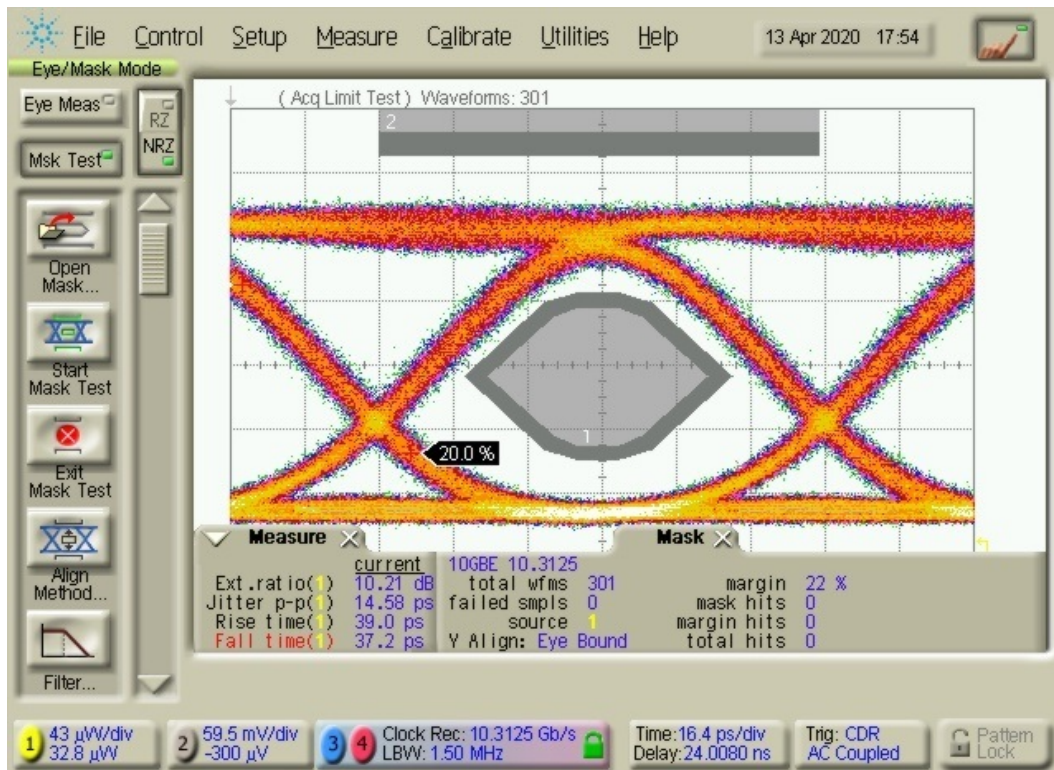 File Control Setup Measure Calibrate Utilities Help 13 Apr 2020 17:54
Eye/Mask Mode
Eye Meas
RZ
NRZ
Msk Test
Open
Mask...
Start
Mask Test
Exit
Mask Test
Align
Method...
Filter...
( Acq Limit Test ) Waveforms: 301
2
1
20.0 %
Measure
current
Ext.ratio(1) 10.21 dB
Jitter p-p(1) 14.58 ps
Rise time(1) 39.0 ps
Fall time(1) 37.2 ps
Mask
10GBE 10.3125
total wfms 301 margin 22 %
failed smpls 0 mask hits 0
source 1 margin hits 0
Y Align: Eye Bound total hits 0
1 43 µW/div
32.8 µW
2 59.5 mV/div
-300 µV
3 4 Clock Rec: 10.3125 Gb/s
LBW: 1.50 MHz
Time:16.4 ps/div
Delay:24.0080 ns
Trig: CDR
AC Coupled
Pattern
Lock